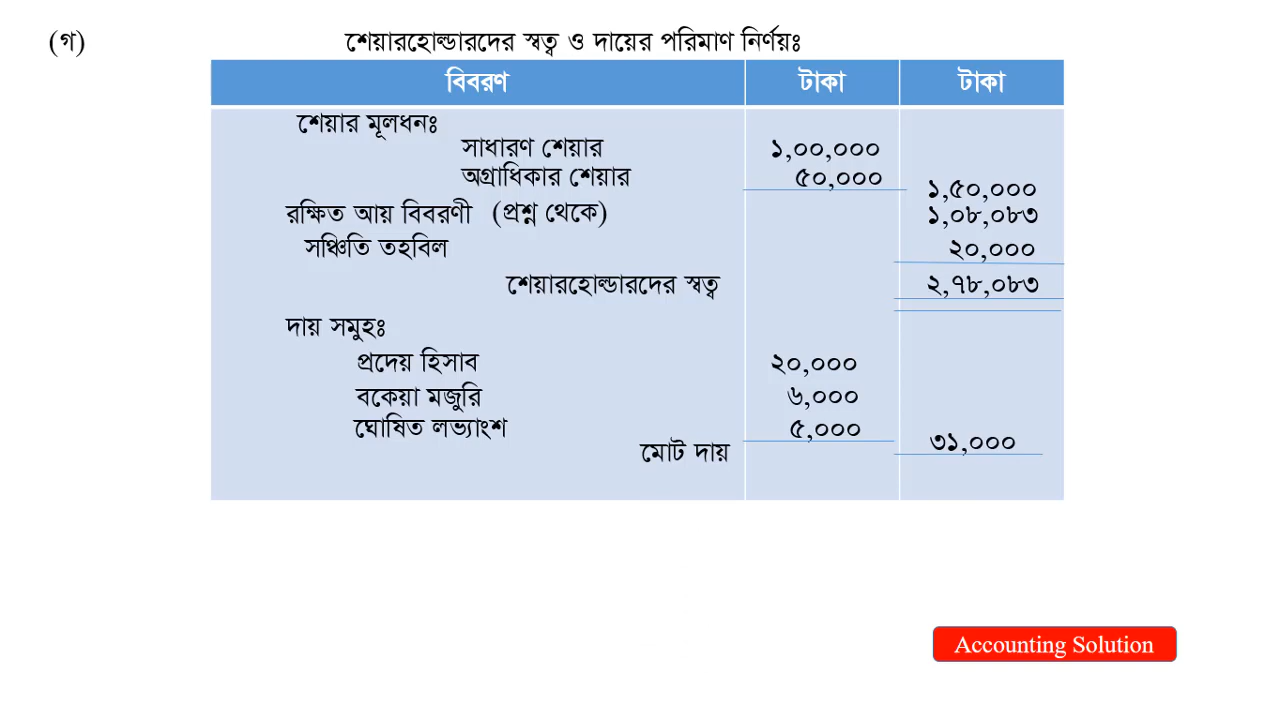 (গ) শেয়ারহোল্ডারদের স্বত্ব ও দায়ের পরিমাণ নির্ণয়ঃ
বিবরণ টাকা টাকা
শেয়ার মূলধনঃ
সাধারণ শেয়ার ১,০০,০০০
অগ্রাধিকার শেয়ার ৫০,০০০ ১,৫০,০০০
রক্ষিত আয় বিবরণী (প্রশ্ন থেকে) ১,০৮,০৮৩
সঞ্চিতি তহবিল ২০,০০০
শেয়ারহোল্ডারদের স্বত্ব ২,৭৮,০৮৩
দায় সমুহঃ
প্রদেয় হিসাব ২০,০০০
বকেয়া মজুরি ৬,০০০
ঘোষিত লভ্যাংশ ৫,০০০
মোট দায় ৩১,০০০
Accounting Solution